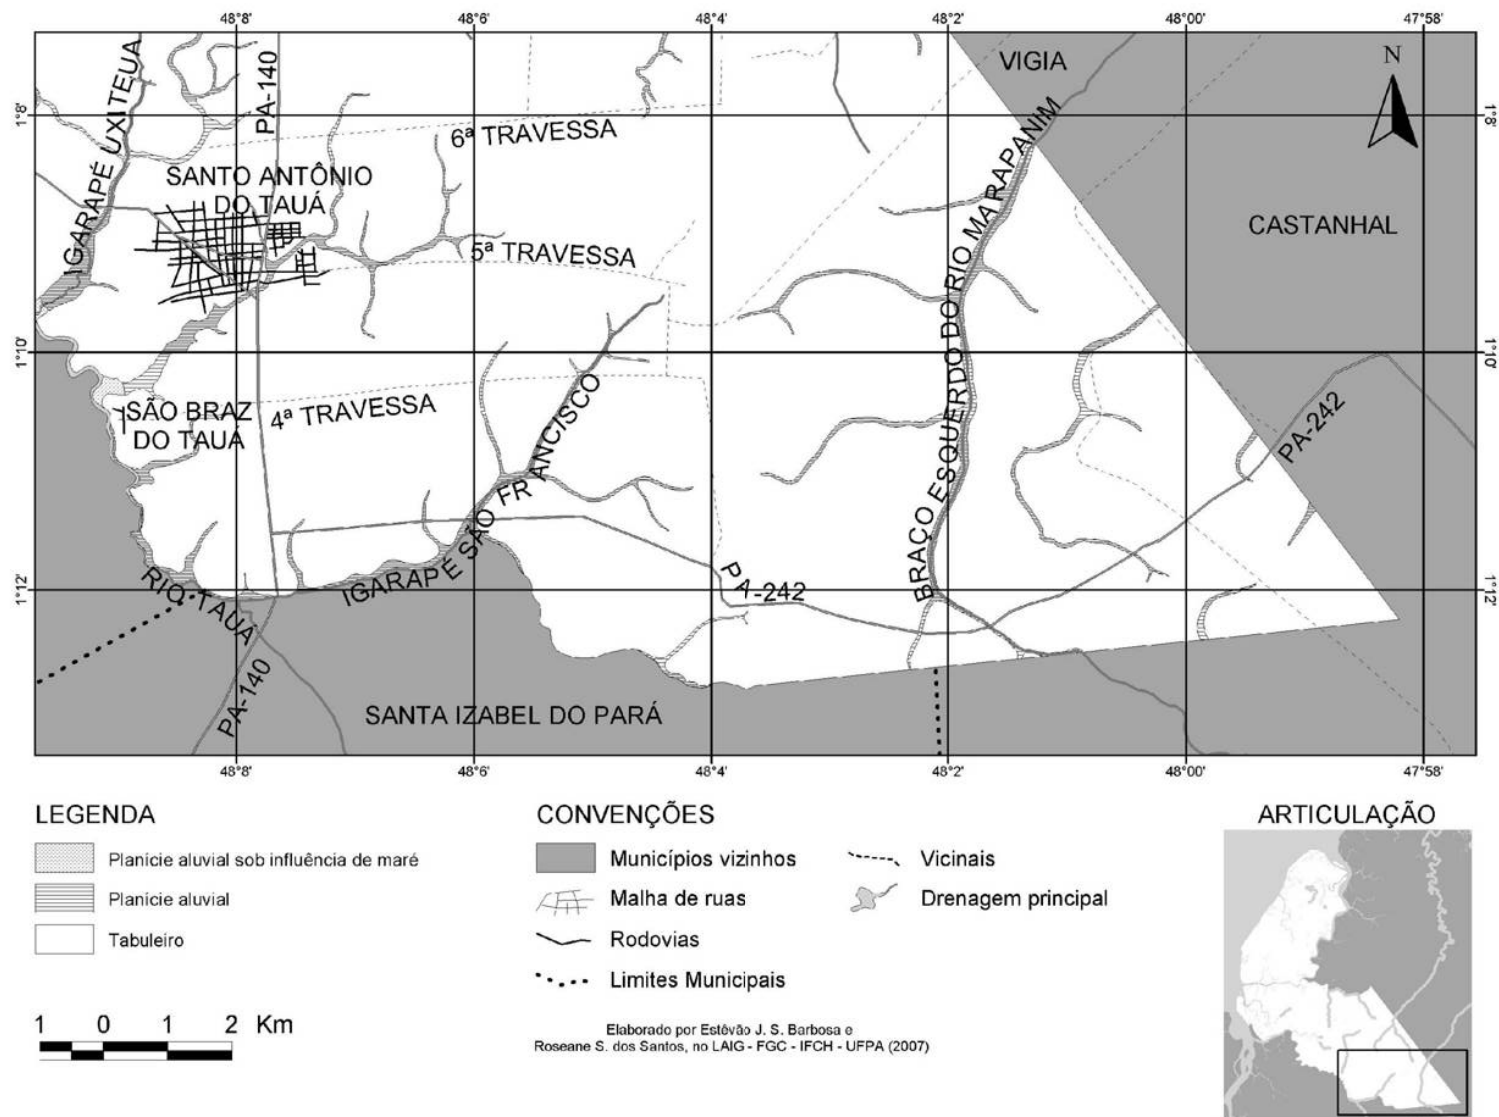 48°8'
48°6'
48°4'
48°2'
48°00'
47°58'
IGARAPÉ UXITEUA
PA-140
VIGIA
N
1°8'
1°8'
6ª TRAVESSA
SANTO ANTÔNIO
DO TAUÁ
5ª TRAVESSA
BRAÇO ESQUERDO DO RIO MARAPANIM
CASTANHAL
1°10'
1°10'
SÃO BRAZ
DO TAUÁ
4ª TRAVESSA
IGARAPÉ SÃO FRANCISCO
PA-242
PA-242
1°12'
1°12'
RIO TAUÁ
PA-140
SANTA IZABEL DO PARÁ
48°8'
48°6'
48°4'
48°2'
48°00'
47°58'
LEGENDA
Planície aluvial sob influência de maré
Planície aluvial
Tabuleiro
1 0 1 2 Km
CONVENÇÕES
Municípios vizinhos
Malha de ruas
Rodovias
Limites Municipais
Vicinais
Drenagem principal
Elaborado por Estêvão J. S. Barbosa e
Roseane S. dos Santos, no LAIG - FGC - IFCH - UFPA (2007)
ARTICULAÇÃO